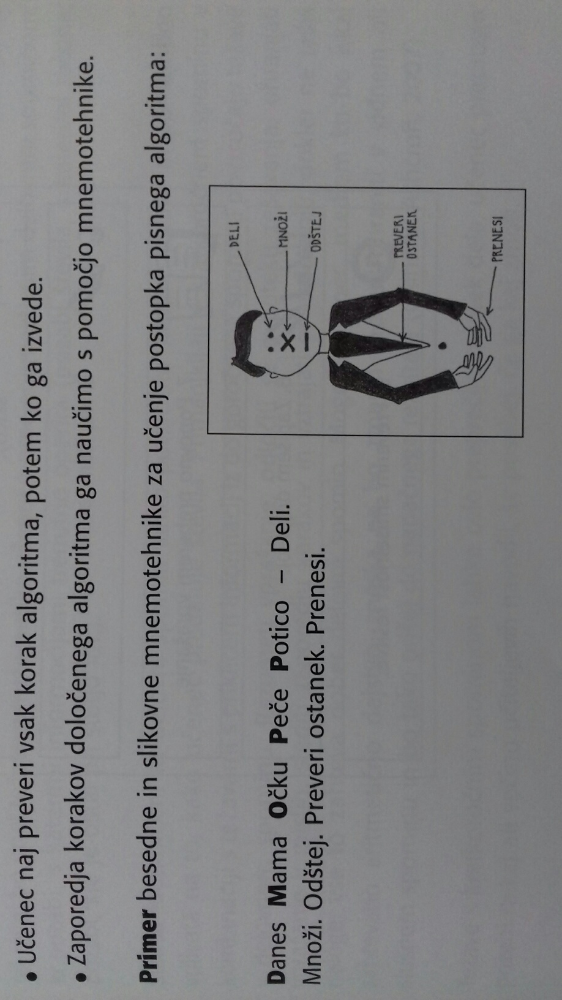 • Učenec naj preveri vsak korak algoritma, potem ko ga izvede.
• Zaporedja korakov določenega algoritma ga naučimo s pomočjo mnemotehnike.
Primer besedne in slikovne mnemotehnike za učenje postopka pisnega algoritma:
Danes Mama Očku Peče Potico – Deli.
Množi. Odštej. Preveri ostanek. Prenesi.
DELI
MNOŽI
ODŠTEJ
PREVERI
OSTANEK
PRENESI